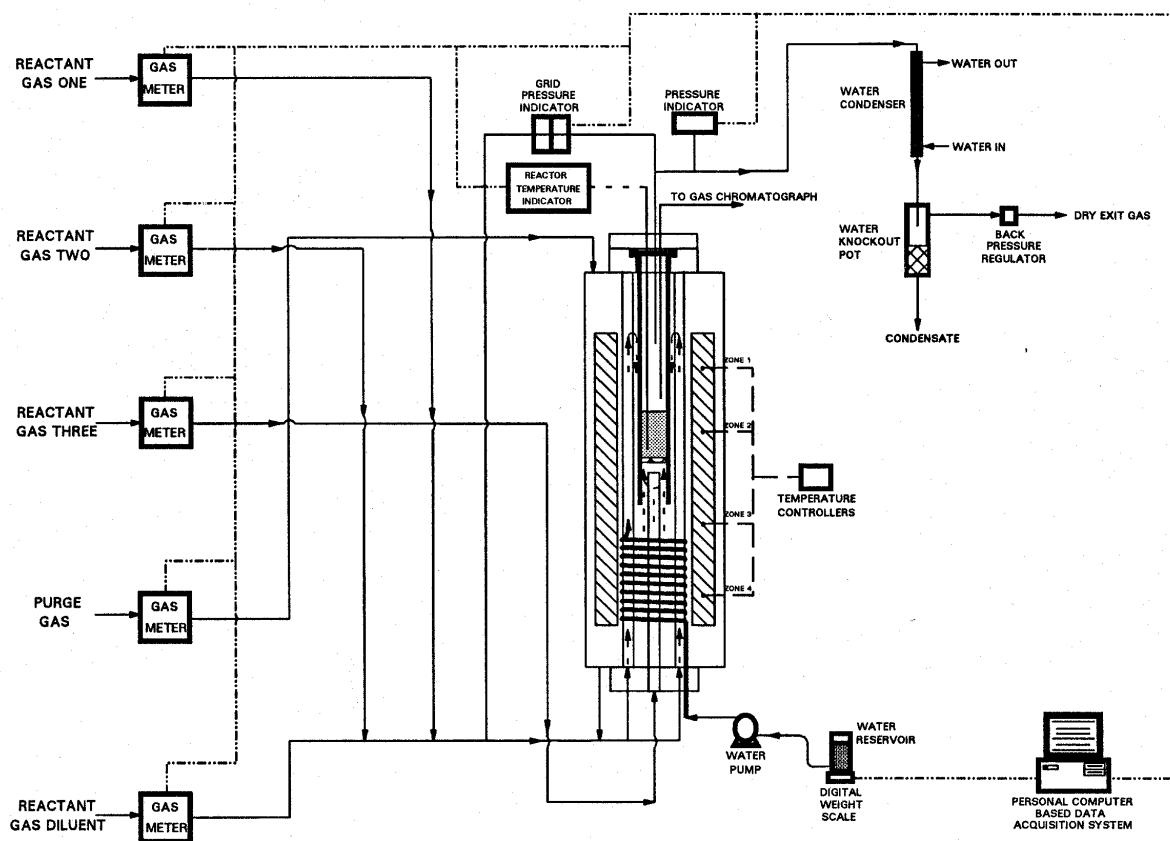 REACTANT
GAS ONE
GAS
METER
GRID
PRESSURE
INDICATOR
PRESSURE
INDICATOR
WATER
CONDENSER
WATER OUT
WATER IN
REACTOR
TEMPERATURE
INDICATOR
TO GAS CHROMATOGRAPH
REACTANT
GAS TWO
GAS
METER
WATER
KNOCKOUT
POT
DRY EXIT GAS
BACK
PRESSURE
REGULATOR
CONDENSATE
ZONE 1
REACTANT
GAS THREE
GAS
METER
ZONE 2
TEMPERATURE
CONTROLLERS
ZONE 3
ZONE 4
PURGE
GAS
GAS
METER
WATER
PUMP
WATER
RESERVOIR
DIGITAL
WEIGHT
SCALE
PERSONAL COMPUTER
BASED DATA
ACQUISITION SYSTEM
REACTANT
GAS DILUENT
GAS
METER